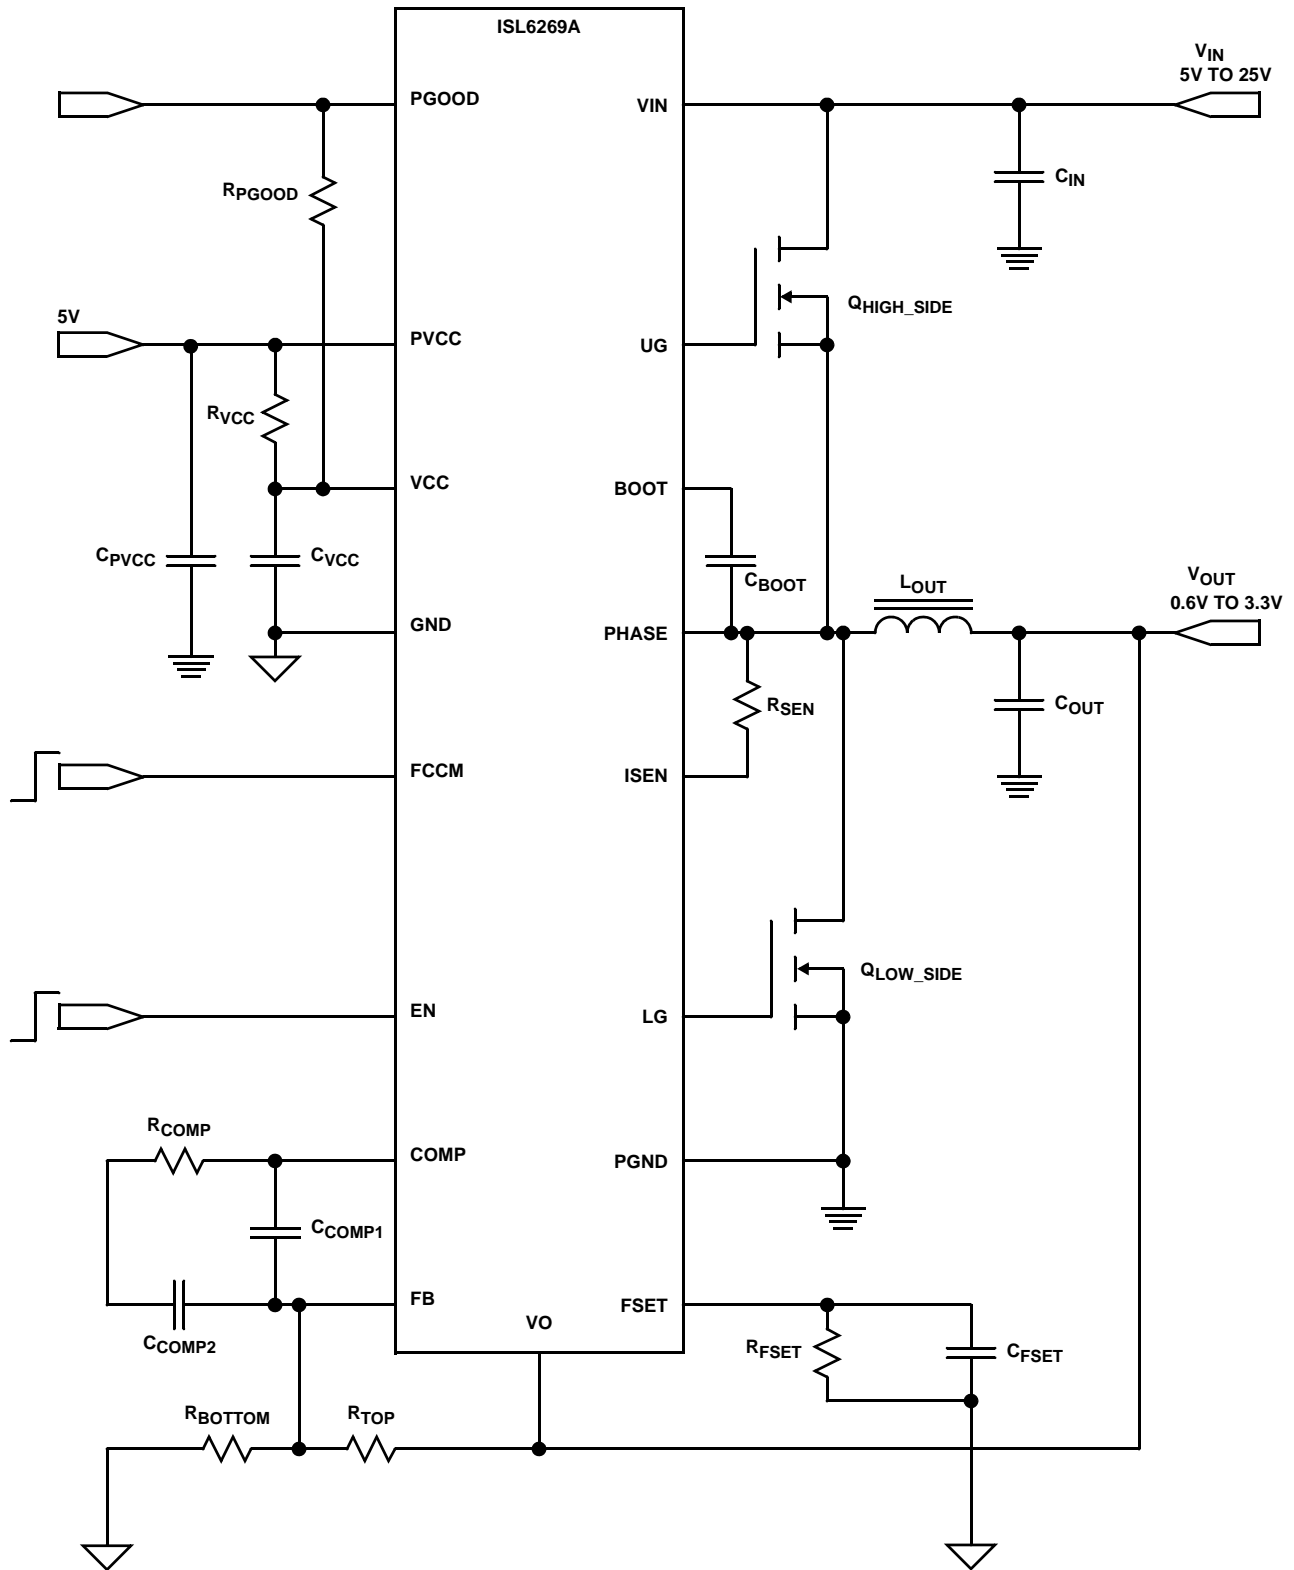 ISL6269A
VIN
5V TO 25V
PGOOD
VIN
RPGOOD
CIN
QHIGH_SIDE
5V
PVCC
UG
RVCC
VCC
BOOT
CPVCC
CVCC
CBOOT
LOUT
VOUT
0.6V TO 3.3V
GND
PHASE
RSEN
COUT
FCCM
ISEN
QLOW_SIDE
EN
LG
RCOMP
COMP
PGND
CCOMP1
FB
FSET
VO
CCOMP2
RFSET
CFSET
RBOTTOM
RTOP